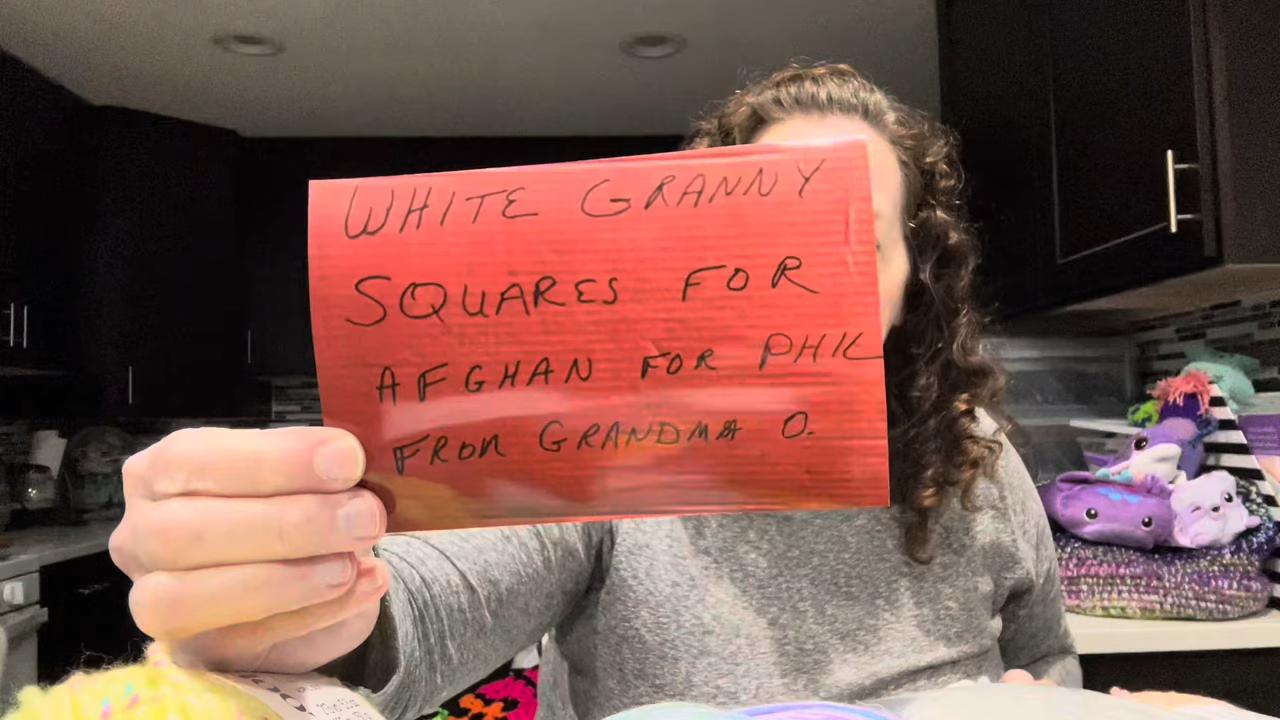 WHITE GRANNY
SQUARES FOR
AFGHAN FOR PHIL
FROM GRANDMA O.